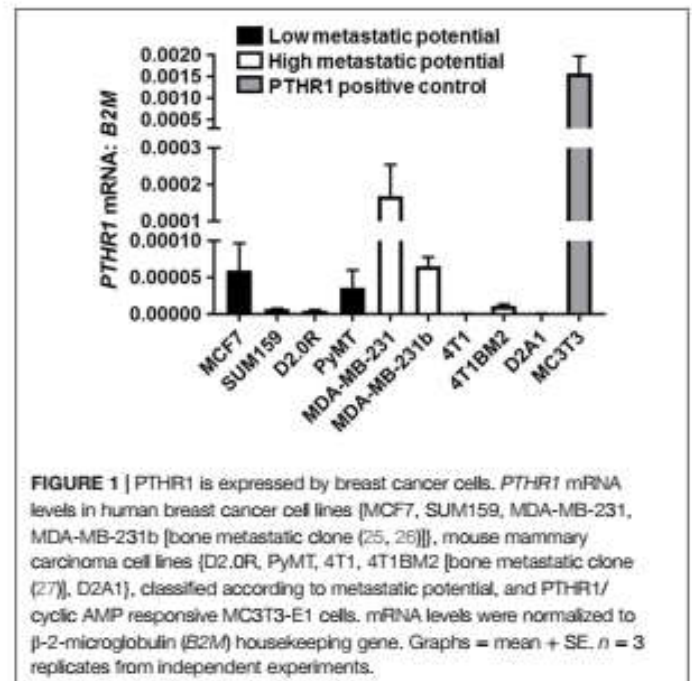 Low metastatic potential
High metastatic potential
PTHR1 positive control
PTHR1 mRNA: B2M
0.0020
0.0015
0.0010
0.0005
0.0003
0.0002
0.0001
0.00010
0.00005
0.00000
MCF7
SUM159
D2.0R
PyMT
MDA-MB-231
MDA-MB-231b
4T1
4T1BM2
D2A1
MC3T3
FIGURE 1 | PTHR1 is expressed by breast cancer cells. PTHR1 mRNA
levels in human breast cancer cell lines {MCF7, SUM159, MDA-MB-231,
MDA-MB-231b [bone metastatic clone (25, 26)]}, mouse mammary
carcinoma cell lines {D2.0R, PyMT, 4T1, 4T1BM2 [bone metastatic clone
(27)], D2A1}, classified according to metastatic potential, and PTHR1/
cyclic AMP responsive MC3T3-E1 cells. mRNA levels were normalized to
β-2-microglobulin (B2M) housekeeping gene. Graphs = mean + SE. n = 3
replicates from independent experiments.